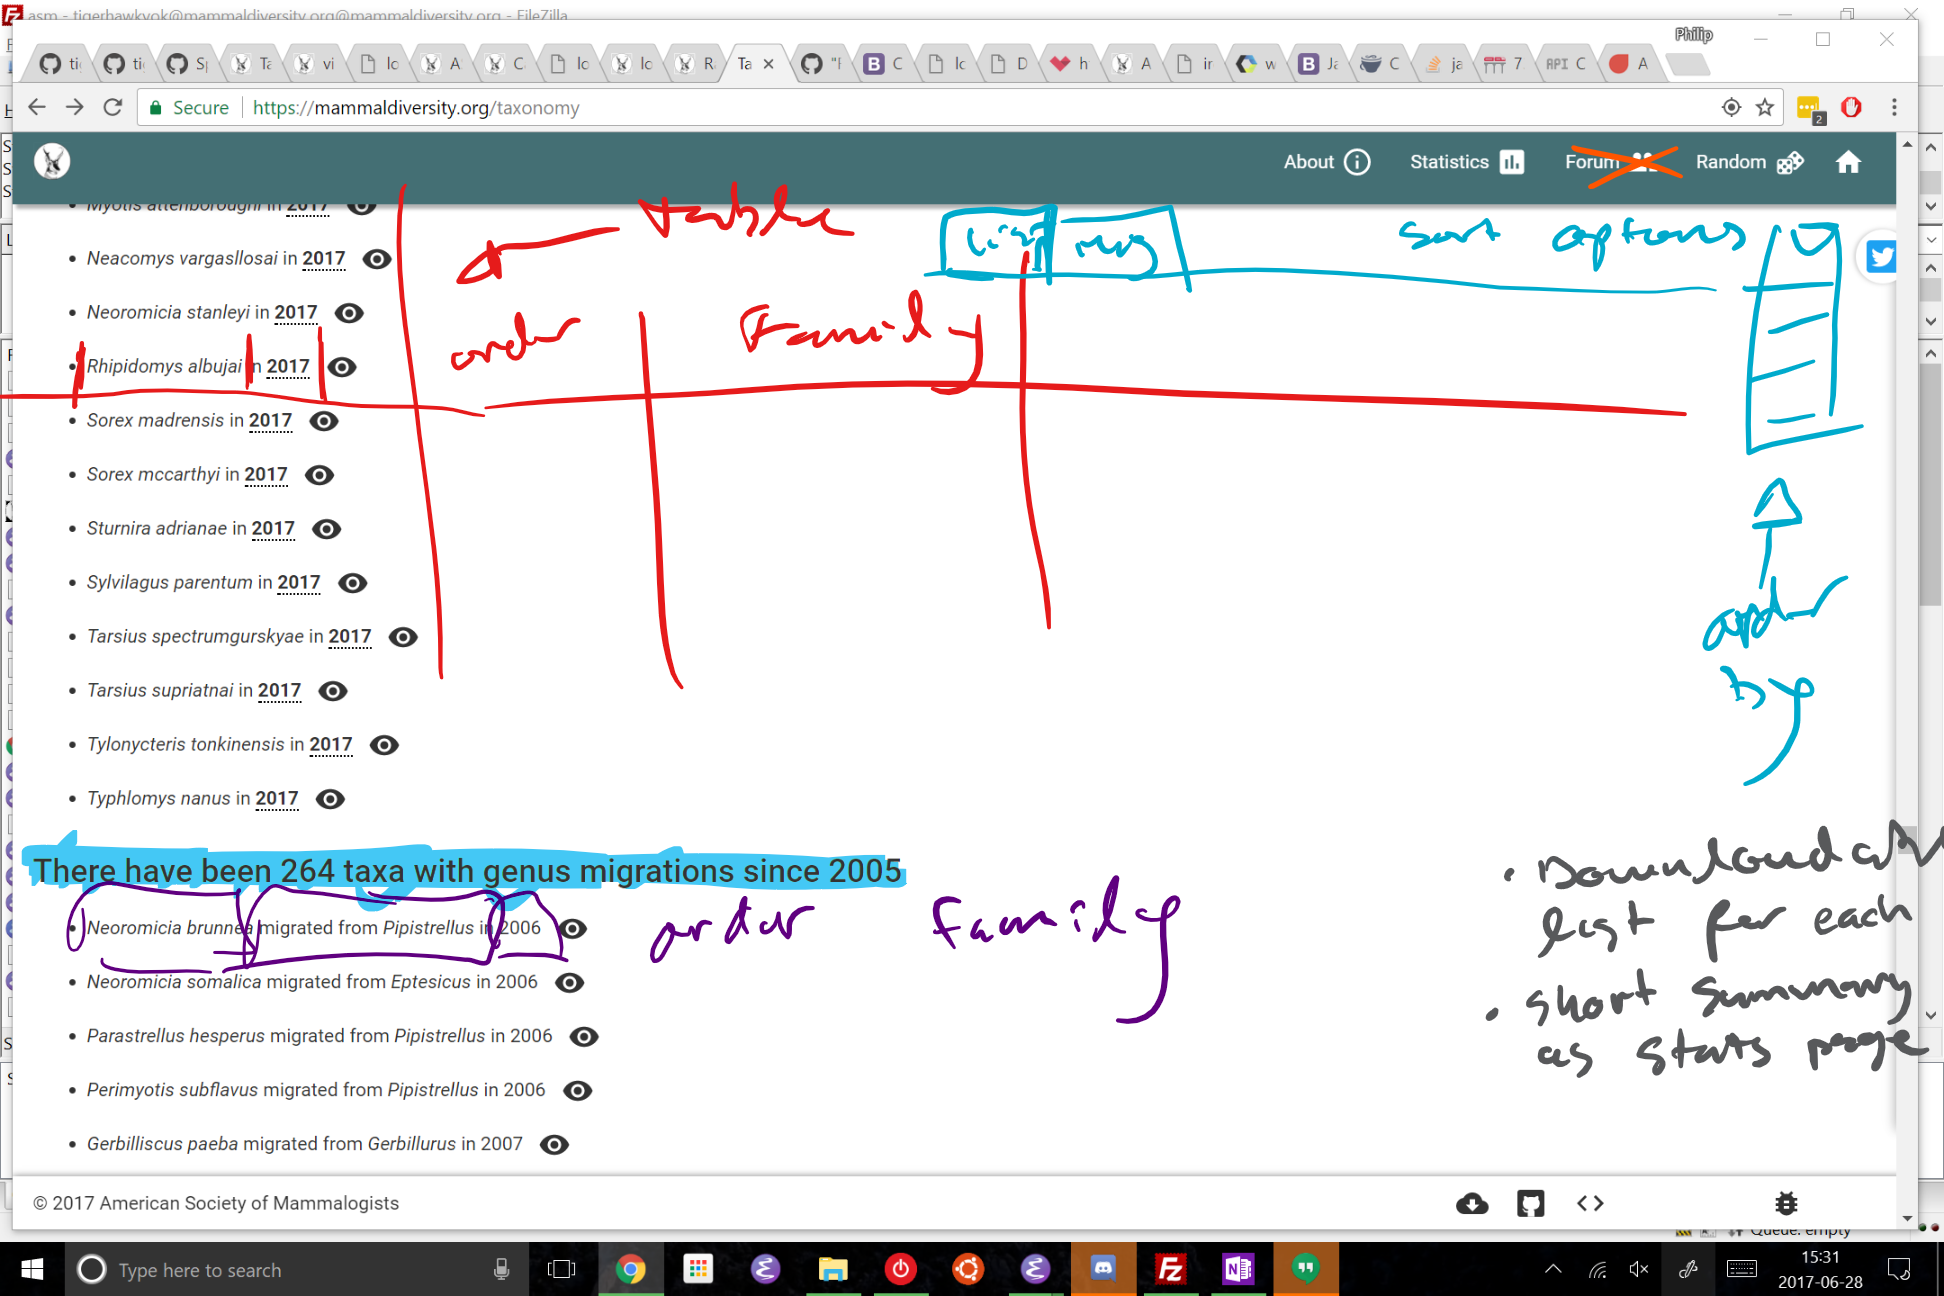 asm - tigerhawkvok@mammaldiversity.org@mammaldiversity.org - FileZilla
Philip
Secure https://mammaldiversity.org/taxonomy
2
About Statistics Forum Random
Myotis attenboroughi in 2017
table
sort options
Neacomys vargasllosai in 2017
Neoromicia stanleyi in 2017
order Family
Rhipidomys albujai in 2017
Sorex madrensis in 2017
Sorex mccarthyi in 2017
Sturnira adrianae in 2017
Sylvilagus parentum in 2017
order
by
Tarsius spectrumgurskyae in 2017
Tarsius supriatnai in 2017
Tylonycteris tonkinensis in 2017
Typhlomys nanus in 2017
There have been 264 taxa with genus migrations since 2005
Neoromicia brunnea migrated from Pipistrellus in 2006
order Family
Neoromicia somalica migrated from Eptesicus in 2006
Parastrellus hesperus migrated from Pipistrellus in 2006
Perimyotis subflavus migrated from Pipistrellus in 2006
Gerbilliscus paeba migrated from Gerbillurus in 2007
list for each
• short summary
as stats page
© 2017 American Society of Mammalogists
Queue: empty
Type here to search
15:31
2017-06-28